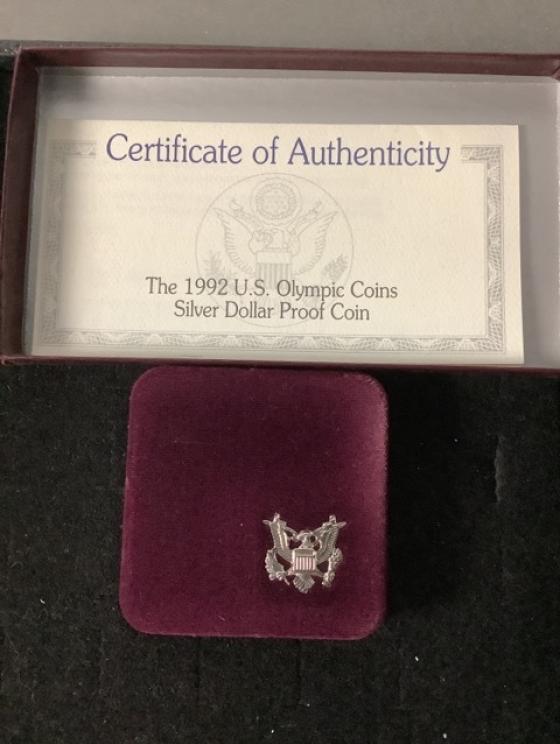 Certificate of Authenticity
The 1992 U.S. Olympic Coins
Silver Dollar Proof Coin